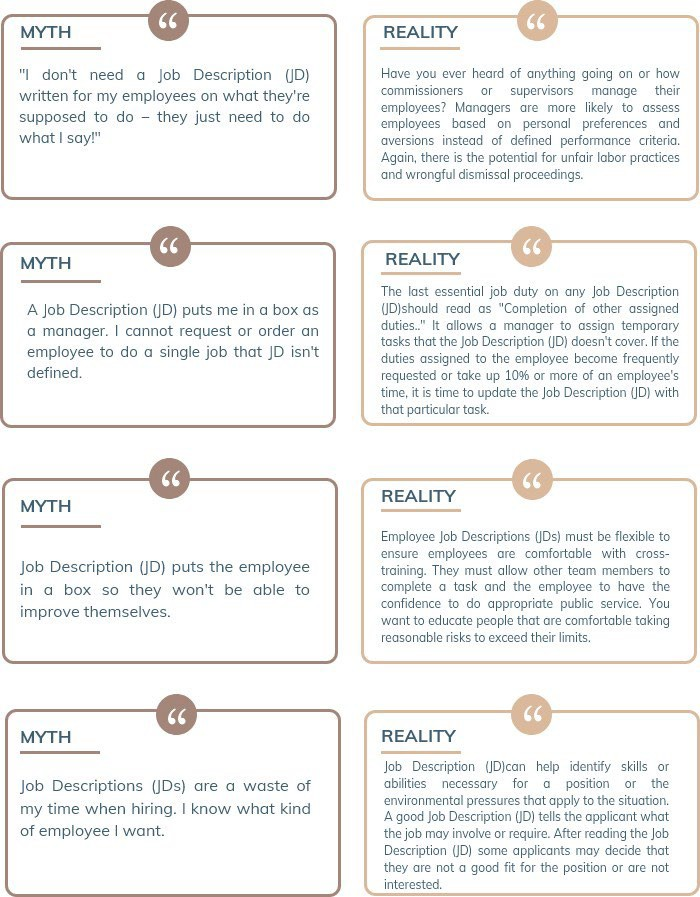 MYTH
"I don't need a Job Description (JD)
written for my employees on what they're
supposed to do – they just need to do
what I say!"
REALITY
Have you ever heard of anything going on or how
commissioners or supervisors manage their
employees? Managers are more likely to assess
employees based on personal preferences and
aversions instead of defined performance criteria.
Again, there is the potential for unfair labor practices
and wrongful dismissal proceedings.
MYTH
A Job Description (JD) puts me in a box as
a manager. I cannot request or order an
employee to do a single job that JD isn't
defined.
REALITY
The last essential job duty on any Job Description
(JD)should read as "Completion of other assigned
duties.." It allows a manager to assign temporary
tasks that the Job Description (JD) doesn't cover. If the
duties assigned to the employee become frequently
requested or take up 10% or more of an employee's
time, it is time to update the Job Description (JD) with
that particular task.
MYTH
Job Description (JD) puts the employee
in a box so they won't be able to
improve themselves.
REALITY
Employee Job Descriptions (JDs) must be flexible to
ensure employees are comfortable with cross-
training. They must allow other team members to
complete a task and the employee to have the
confidence to do appropriate public service. You
want to educate people that are comfortable taking
reasonable risks to exceed their limits.
MYTH
Job Descriptions (JDs) are a waste of
my time when hiring. I know what kind
of employee I want.
REALITY
Job Description (JD)can help identify skills or
abilities necessary for a position or the
environmental pressures that apply to the situation.
A good Job Description (JD) tells the applicant what
the job may involve or require. After reading the Job
Description (JD) some applicants may decide that
they are not a good fit for the position or are not
interested.